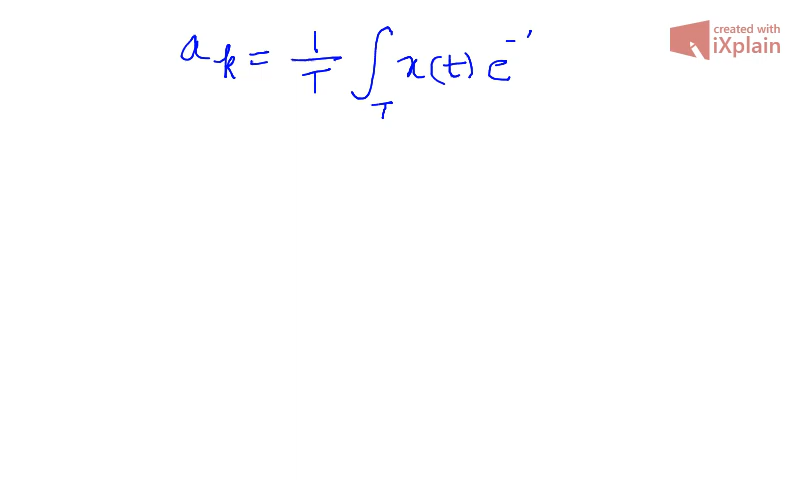 a_k = 1/T ∫_T x(t) e^-
created with
iXplain